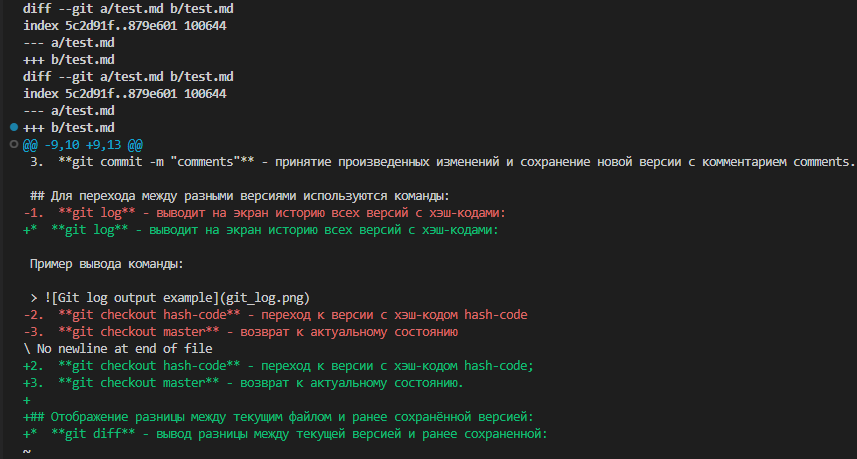 diff --git a/test.md b/test.md
index 5c2d91f..879e601 100644
--- a/test.md
+++ b/test.md
diff --git a/test.md b/test.md
index 5c2d91f..879e601 100644
--- a/test.md
+++ b/test.md
@@ -9,10 +9,13 @@
 3.  **git commit -m "comments"** - принятие произведенных изменений и сохранение новой версии с комментарием comments.

 ## Для перехода между разными версиями используются команды:
-1.  **git log** - выводит на экран историю всех версий с хэш-кодами:
+*  **git log** - выводит на экран историю всех версий с хэш-кодами:

 Пример вывода команды:

 > ![Git log output example](git_log.png)
-2.  **git checkout hash-code** - переход к версии с хэш-кодом hash-code
-3.  **git checkout master** - возврат к актуальному состоянию
\ No newline at end of file
+2.  **git checkout hash-code** - переход к версии с хэш-кодом hash-code;
+3.  **git checkout master** - возврат к актуальному состоянию.
+
+## Отображение разницы между текущим файлом и ранее сохранённой версией:
+*  **git diff** - вывод разницы между текущей версией и ранее сохраненной:
~